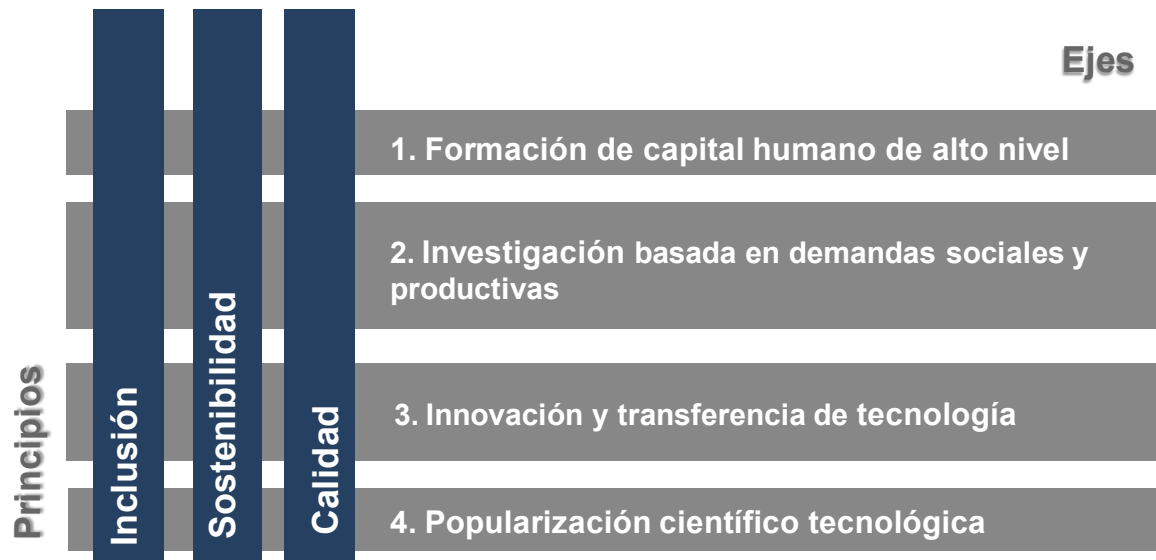 Ejes
1. Formación de capital humano de alto nivel
2. Investigación basada en demandas sociales y
productivas
3. Innovación y transferencia de tecnología
4. Popularización científico tecnológica
Principios
Inclusión
Sostenibilidad
Calidad